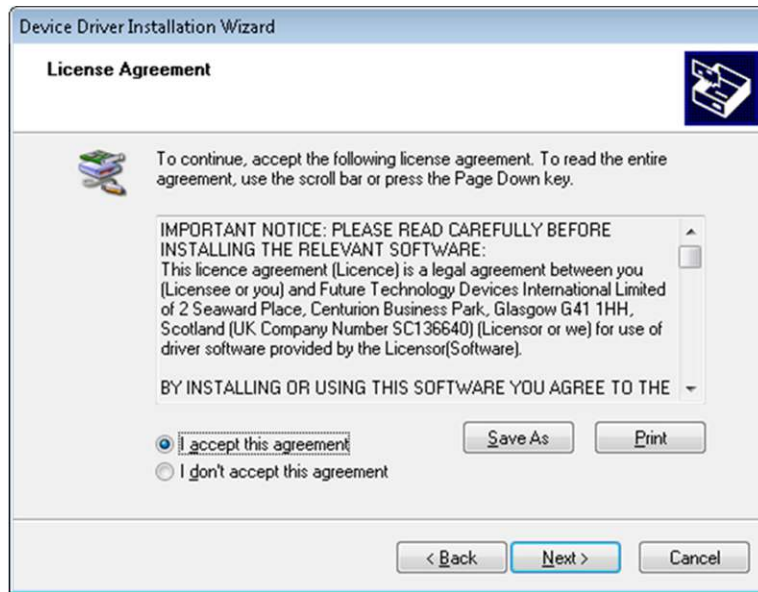 Device Driver Installation Wizard
License Agreement
To continue, accept the following license agreement. To read the entire
agreement, use the scroll bar or press the Page Down key.
IMPORTANT NOTICE: PLEASE READ CAREFULLY BEFORE
INSTALLING THE RELEVANT SOFTWARE:
This licence agreement (Licence) is a legal agreement between you
(Licensee or you) and Future Technology Devices International Limited
of 2 Seaward Place, Centurion Business Park, Glasgow G41 1HH,
Scotland (UK Company Number SC136640) (Licensor or we) for use of
driver software provided by the Licensor(Software).
BY INSTALLING OR USING THIS SOFTWARE YOU AGREE TO THE
I accept this agreement
Save As
Print
I don't accept this agreement
< Back
Next >
Cancel